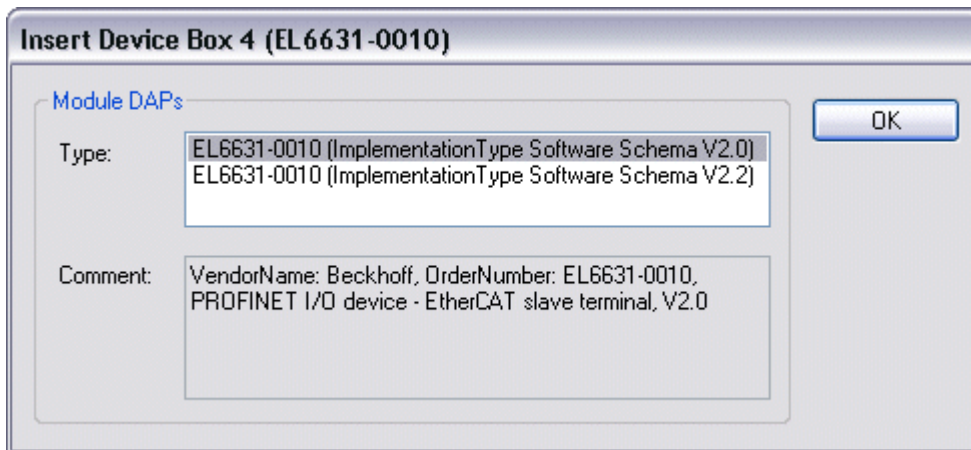 Insert Device Box 4 (EL6631-0010)
Module DAPs
OK
Type:
EL6631-0010 (ImplementationType Software Schema V2.0)
EL6631-0010 (ImplementationType Software Schema V2.2)
Comment:
VendorName: Beckhoff, OrderNumber: EL6631-0010,
PROFINET I/O device - EtherCAT slave terminal, V2.0